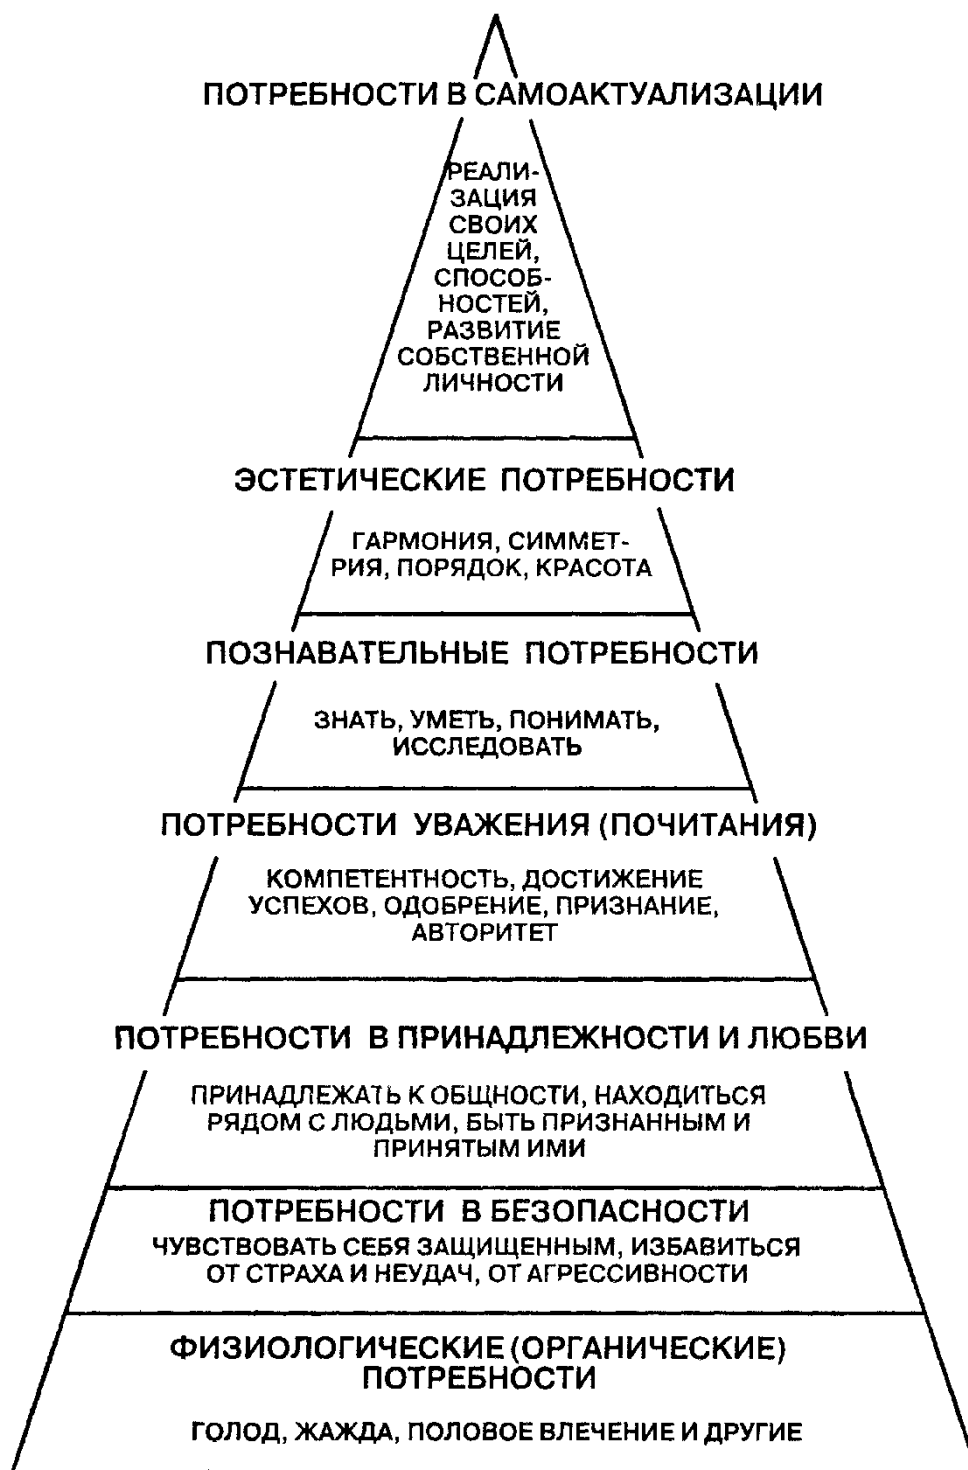 ПОТРЕБНОСТИ В САМОАКТУАЛИЗАЦИИ
РЕАЛИ-
ЗАЦИЯ
СВОИХ
ЦЕЛЕЙ,
СПОСОБ-
НОСТЕЙ,
РАЗВИТИЕ
СОБСТВЕННОЙ
ЛИЧНОСТИ
ЭСТЕТИЧЕСКИЕ ПОТРЕБНОСТИ
ГАРМОНИЯ, СИММЕТ-
РИЯ, ПОРЯДОК, КРАСОТА
ПОЗНАВАТЕЛЬНЫЕ ПОТРЕБНОСТИ
ЗНАТЬ, УМЕТЬ, ПОНИМАТЬ,
ИССЛЕДОВАТЬ
ПОТРЕБНОСТИ УВАЖЕНИЯ (ПОЧИТАНИЯ)
КОМПЕТЕНТНОСТЬ, ДОСТИЖЕНИЕ
УСПЕХОВ, ОДОБРЕНИЕ, ПРИЗНАНИЕ,
АВТОРИТЕТ
ПОТРЕБНОСТИ В ПРИНАДЛЕЖНОСТИ И ЛЮБВИ
ПРИНАДЛЕЖАТЬ К ОБЩНОСТИ, НАХОДИТЬСЯ
РЯДОМ С ЛЮДЬМИ, БЫТЬ ПРИЗНАННЫМ И
ПРИНЯТЫМ ИМИ
ПОТРЕБНОСТИ В БЕЗОПАСНОСТИ
ЧУВСТВОВАТЬ СЕБЯ ЗАЩИЩЕННЫМ, ИЗБАВИТЬСЯ
ОТ СТРАХА И НЕУДАЧ, ОТ АГРЕССИВНОСТИ
ФИЗИОЛОГИЧЕСКИЕ (ОРГАНИЧЕСКИЕ)
ПОТРЕБНОСТИ
ГОЛОД, ЖАЖДА, ПОЛОВОЕ ВЛЕЧЕНИЕ И ДРУГИЕ